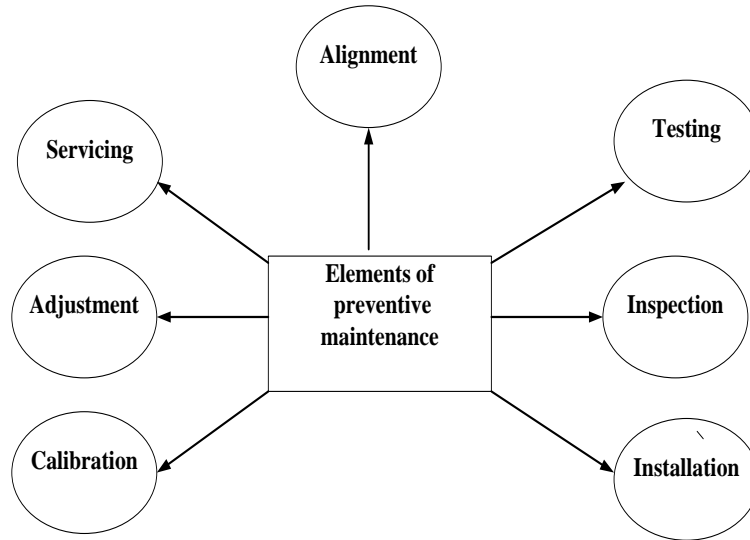 Alignment
Servicing
Testing
Elements of
preventive
maintenance
Adjustment
Inspection
Calibration
Installation